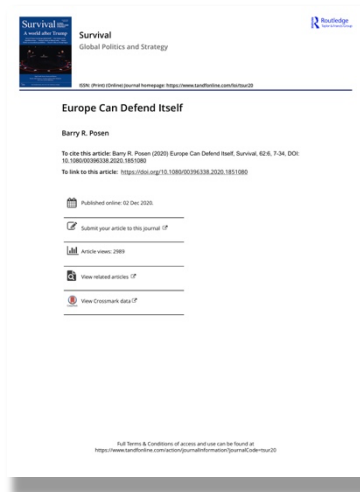 Survival
A world after Trump
Routledge
Taylor & Francis Group
Survival
Global Politics and Strategy
ISSN: (Print) (Online) Journal homepage: https://www.tandfonline.com/loi/tsur20
Europe Can Defend Itself
Barry R. Posen
To cite this article: Barry R. Posen (2020) Europe Can Defend Itself, Survival, 62:6, 7-34, DOI:
10.1080/00396338.2020.1851080
To link to this article: https://doi.org/10.1080/00396338.2020.1851080
Published online: 02 Dec 2020.
Submit your article to this journal
Article views: 2989
View related articles
View Crossmark data
Full Terms & Conditions of access and use can be found at
https://www.tandfonline.com/action/journalInformation?journalCode=tsur20